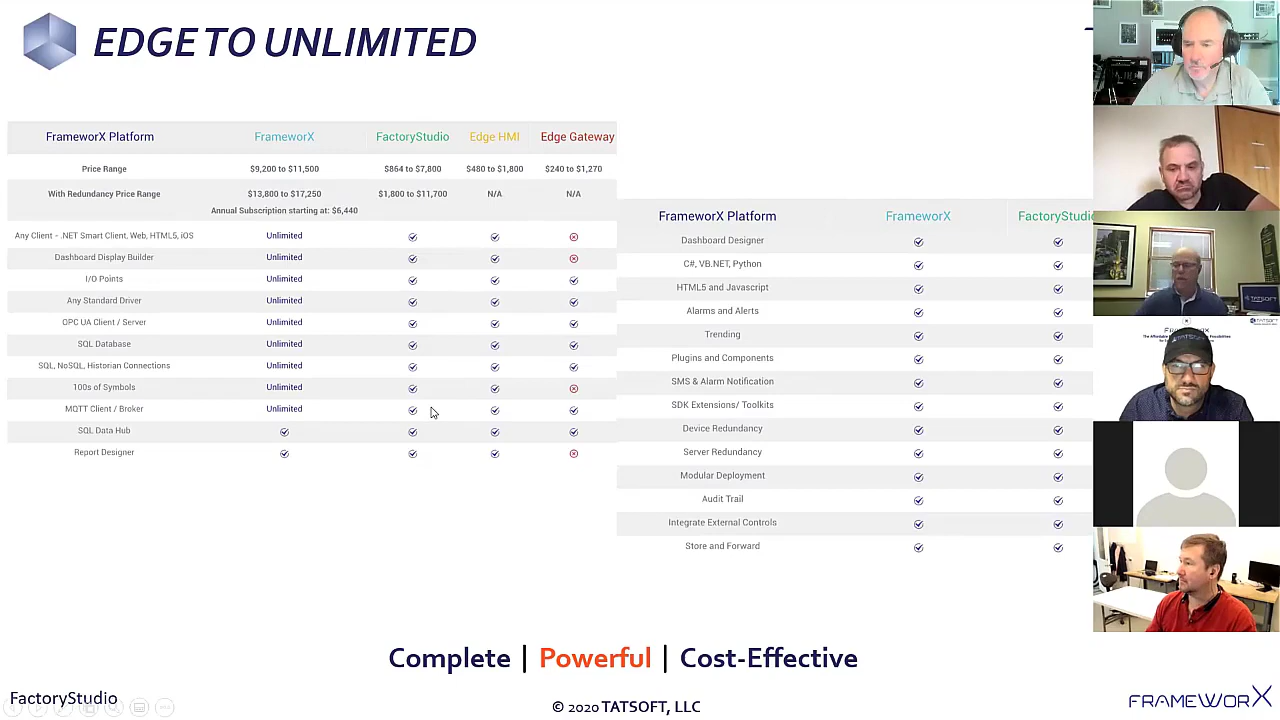 EDGE TO UNLIMITED
FrameworX Platform FrameworX FactoryStudio Edge HMI Edge Gateway
Price Range $9,200 to $11,500 $864 to $7,800 $480 to $1,800 $240 to $1,270
With Redundancy Price Range $13,800 to $17,250 $1,800 to $11,700 N/A N/A
Annual Subscription starting at: $6,440
Any Client - .NET Smart Client, Web, HTML5, iOS Unlimited
Dashboard Display Builder Unlimited
I/O Points Unlimited
Any Standard Driver Unlimited
OPC UA Client / Server Unlimited
SQL Database Unlimited
SQL, NoSQL, Historian Connections Unlimited
100s of Symbols Unlimited
MQTT Client / Broker Unlimited
SQL Data Hub
Report Designer
FrameworX Platform FrameworX FactoryStudio
Dashboard Designer
C#, VB.NET, Python
HTML5 and Javascript
Alarms and Alerts
Trending
Plugins and Components
SMS & Alarm Notification
SDK Extensions/ Toolkits
Device Redundancy
Server Redundancy
Modular Deployment
Audit Trail
Integrate External Controls
Store and Forward
TATSOFT
TATSOFT
TATSOFT
Complete | Powerful | Cost-Effective
FactoryStudio
© 2020 TATSOFT, LLC
FRAMEWORX